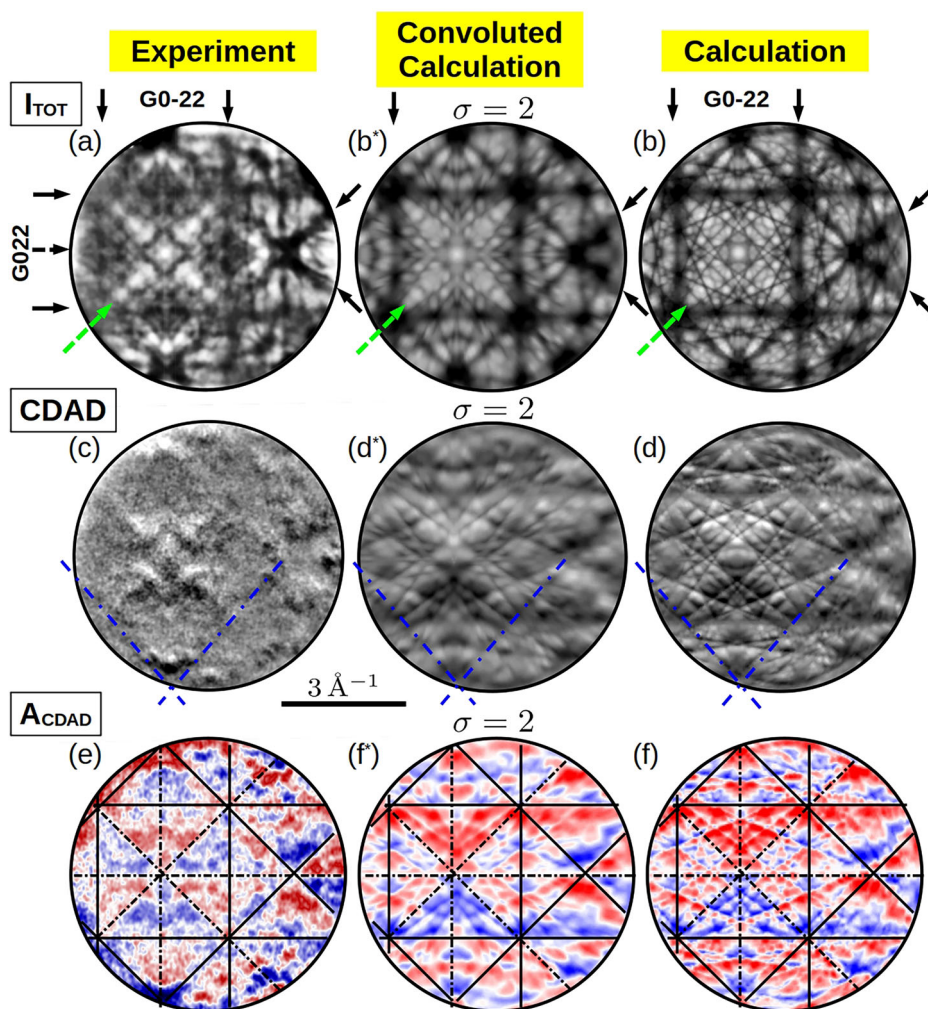 Experiment
Convoluted
Calculation
Calculation
ITOT
G0-22
σ = 2
G0-22
(a)
(b*)
(b)
G022
CDAD
σ = 2
(c)
(d*)
(d)
3 Å⁻¹
ACDAD
σ = 2
(e)
(f*)
(f)